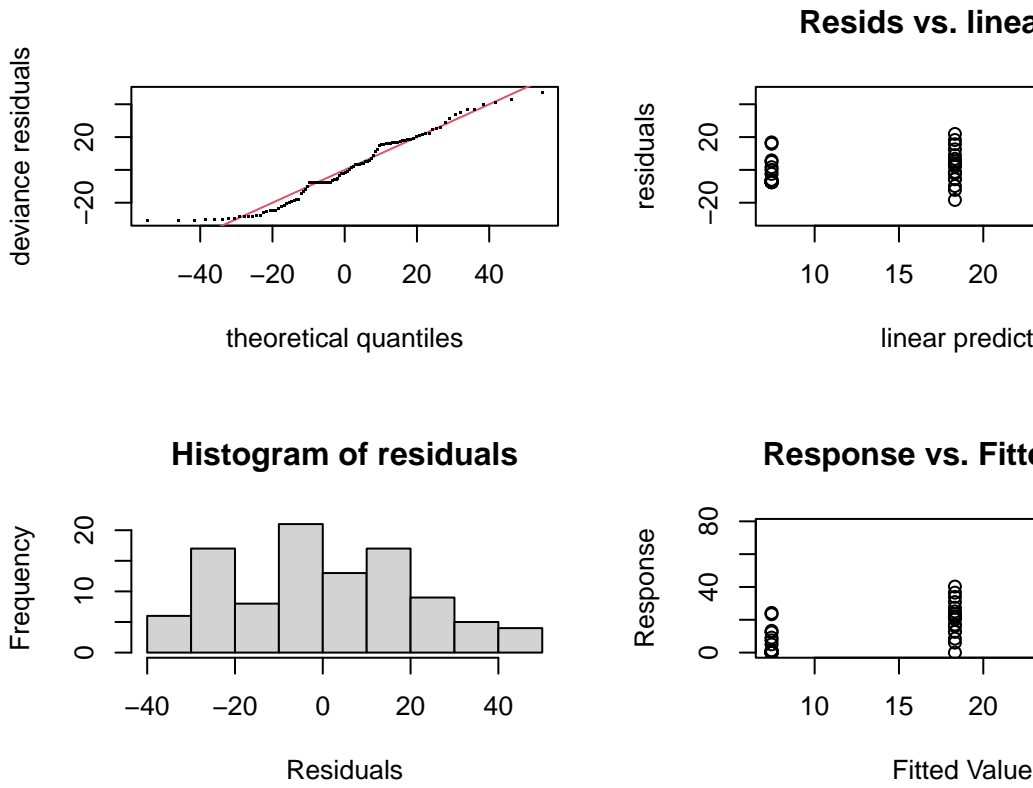 deviance residuals
20
−20
−40
−20
0
20
40
theoretical quantiles
Resids vs. linea
residuals
20
−20
10
15
20
linear predict
Histogram of residuals
Frequency
20
10
0
−40
−20
0
20
40
Residuals
Response vs. Fitte
Response
80
40
0
10
15
20
Fitted Value